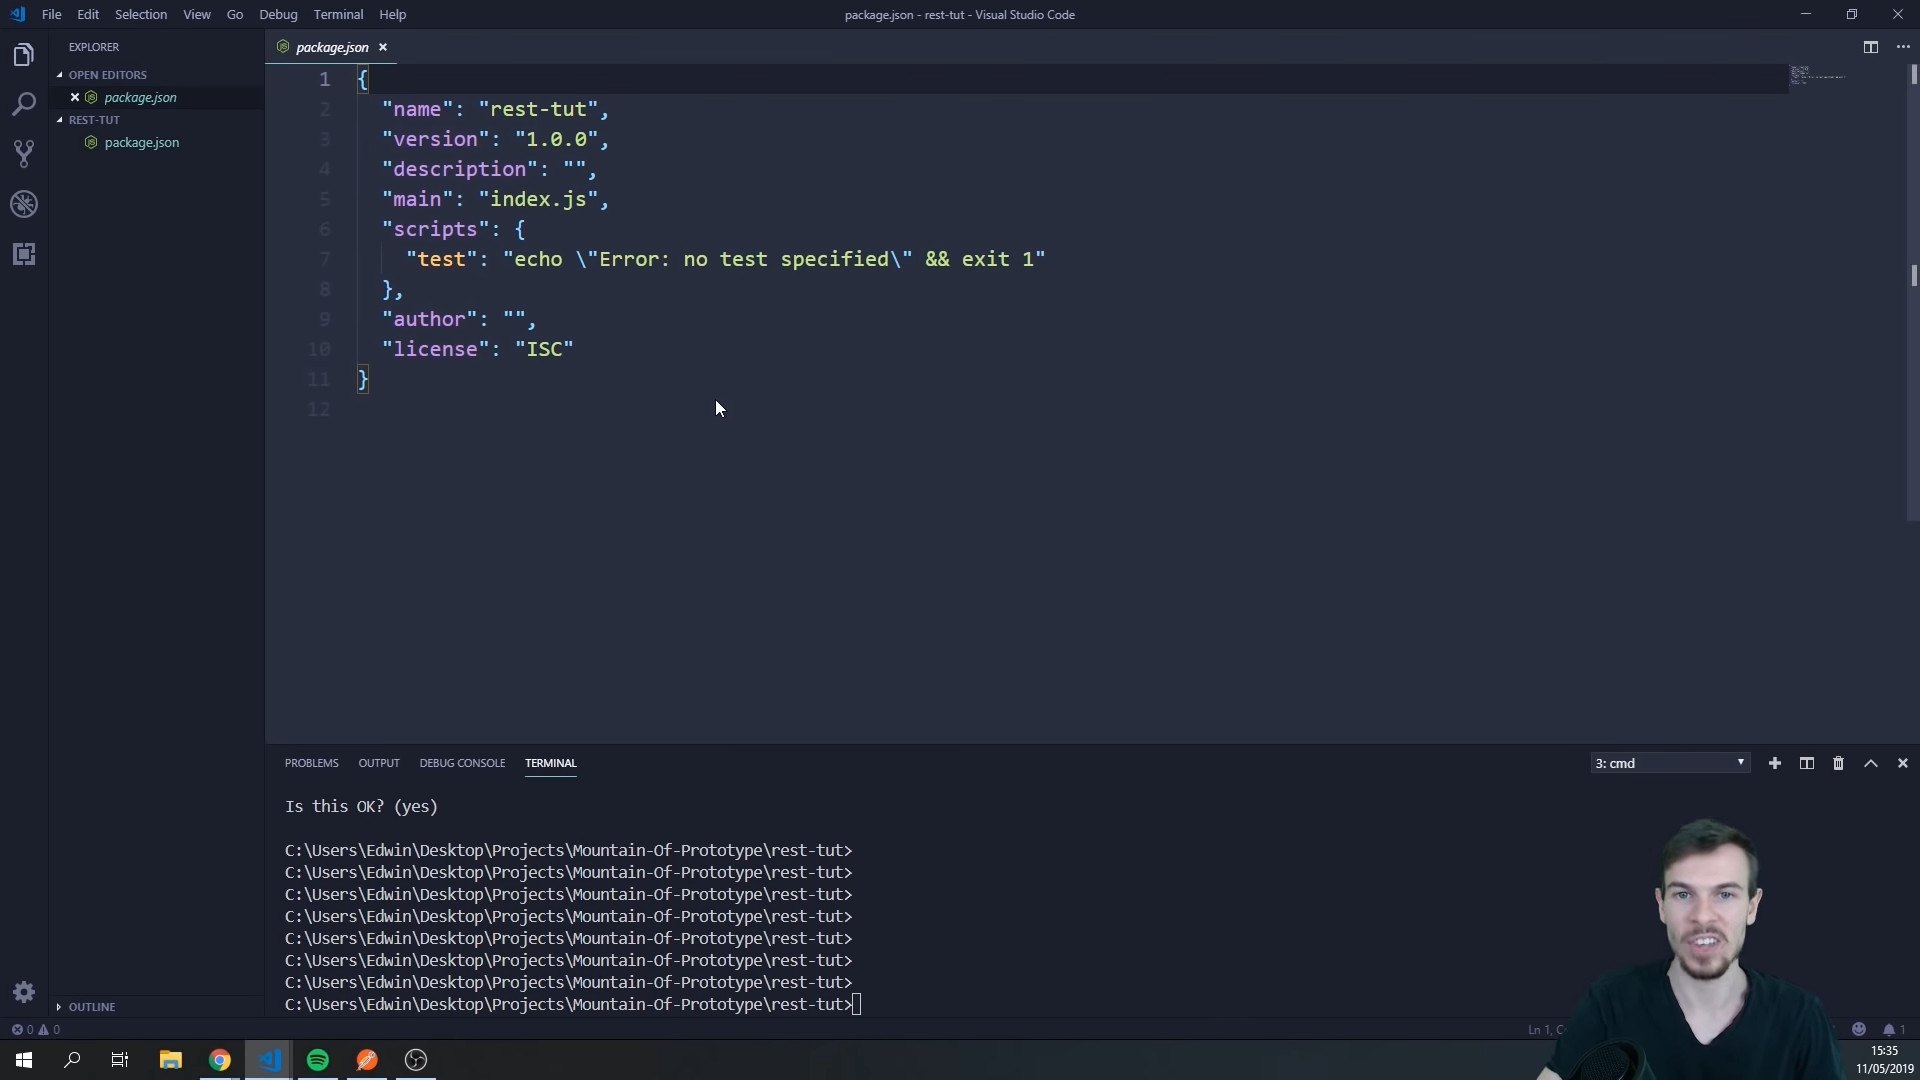 File Edit Selection View Go Debug Terminal Help
package.json - rest-tut - Visual Studio Code
EXPLORER
OPEN EDITORS
package.json
REST-TUT
package.json
OUTLINE
package.json
1 {
2 "name": "rest-tut",
3 "version": "1.0.0",
4 "description": "",
5 "main": "index.js",
6 "scripts": {
7 "test": "echo \"Error: no test specified\" && exit 1"
8 },
9 "author": "",
10 "license": "ISC"
11 }
12
PROBLEMS OUTPUT DEBUG CONSOLE TERMINAL
3: cmd
Is this OK? (yes)
C:\Users\Edwin\Desktop\Projects\Mountain-Of-Prototype\rest-tut>
C:\Users\Edwin\Desktop\Projects\Mountain-Of-Prototype\rest-tut>
C:\Users\Edwin\Desktop\Projects\Mountain-Of-Prototype\rest-tut>
C:\Users\Edwin\Desktop\Projects\Mountain-Of-Prototype\rest-tut>
C:\Users\Edwin\Desktop\Projects\Mountain-Of-Prototype\rest-tut>
C:\Users\Edwin\Desktop\Projects\Mountain-Of-Prototype\rest-tut>
C:\Users\Edwin\Desktop\Projects\Mountain-Of-Prototype\rest-tut>
C:\Users\Edwin\Desktop\Projects\Mountain-Of-Prototype\rest-tut>
0 0
Ln 1,
1
15:35
11/05/2019